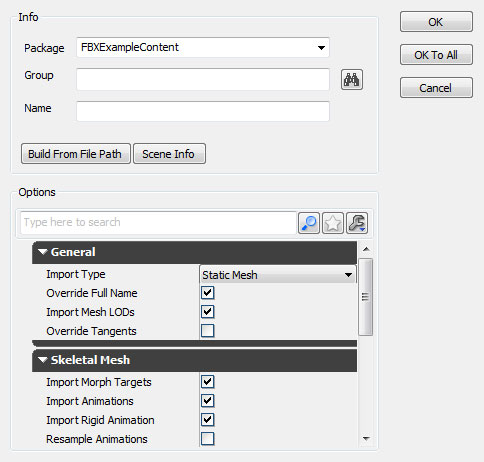 Info
Package FBXExampleContent
Group
Name
Build From File Path Scene Info
OK
OK To All
Cancel
Options
Type here to search
General
Import Type Static Mesh
Override Full Name
Import Mesh LODs
Override Tangents
Skeletal Mesh
Import Morph Targets
Import Animations
Import Rigid Animation
Resample Animations